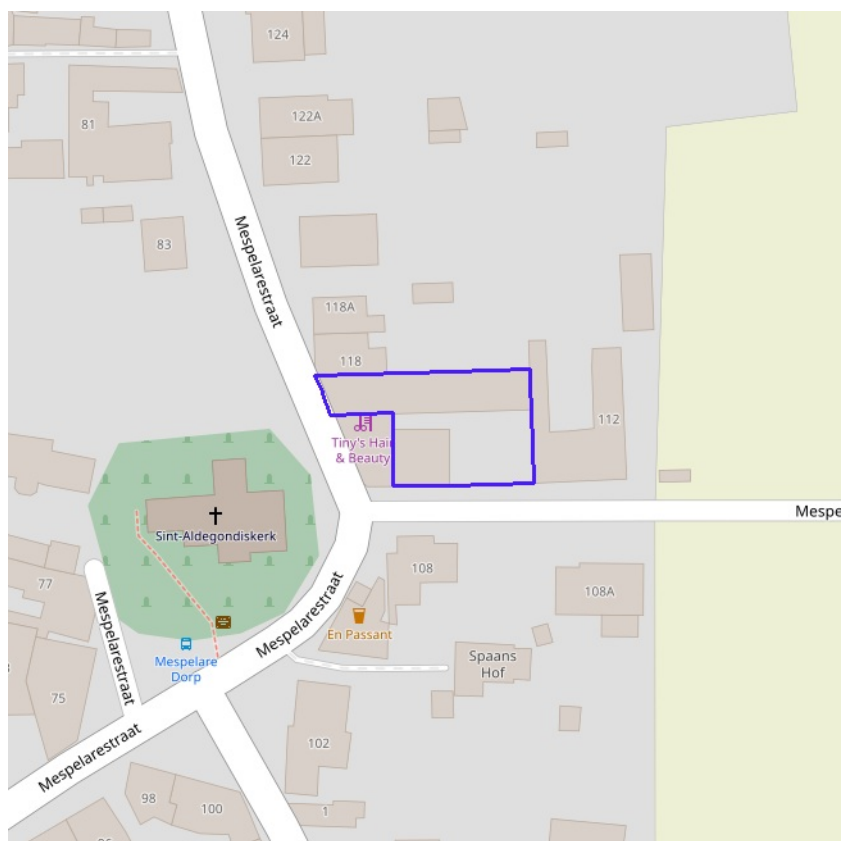 124
122A
81
122
Mespelarestraat
83
118A
118
112
Tiny's Hair
& Beauty
Mespe
Sint-Aldegondiskerk
108
77
108A
Mespelarestraat
Mespelarestraat
En Passant
Mespelare
Dorp
Spaans
Hof
75
102
Mespelarestraat
98
100
1